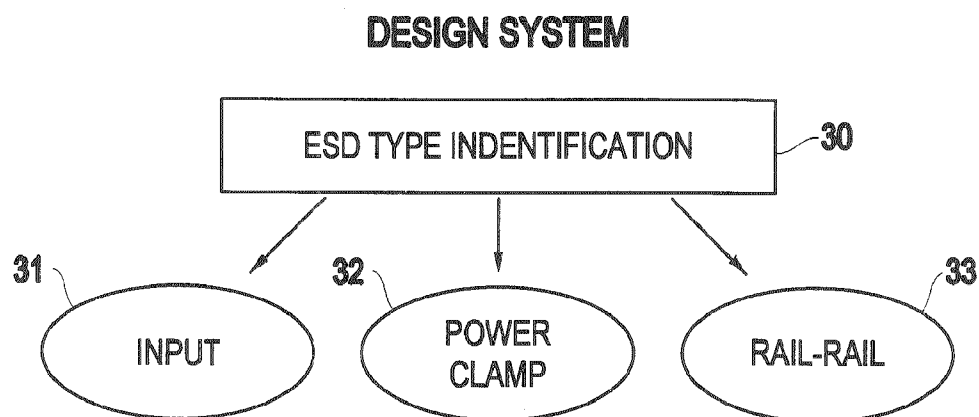 DESIGN SYSTEM
ESD TYPE INDENTIFICATION
30
31
32
33
INPUT
POWER
CLAMP
RAIL-RAIL